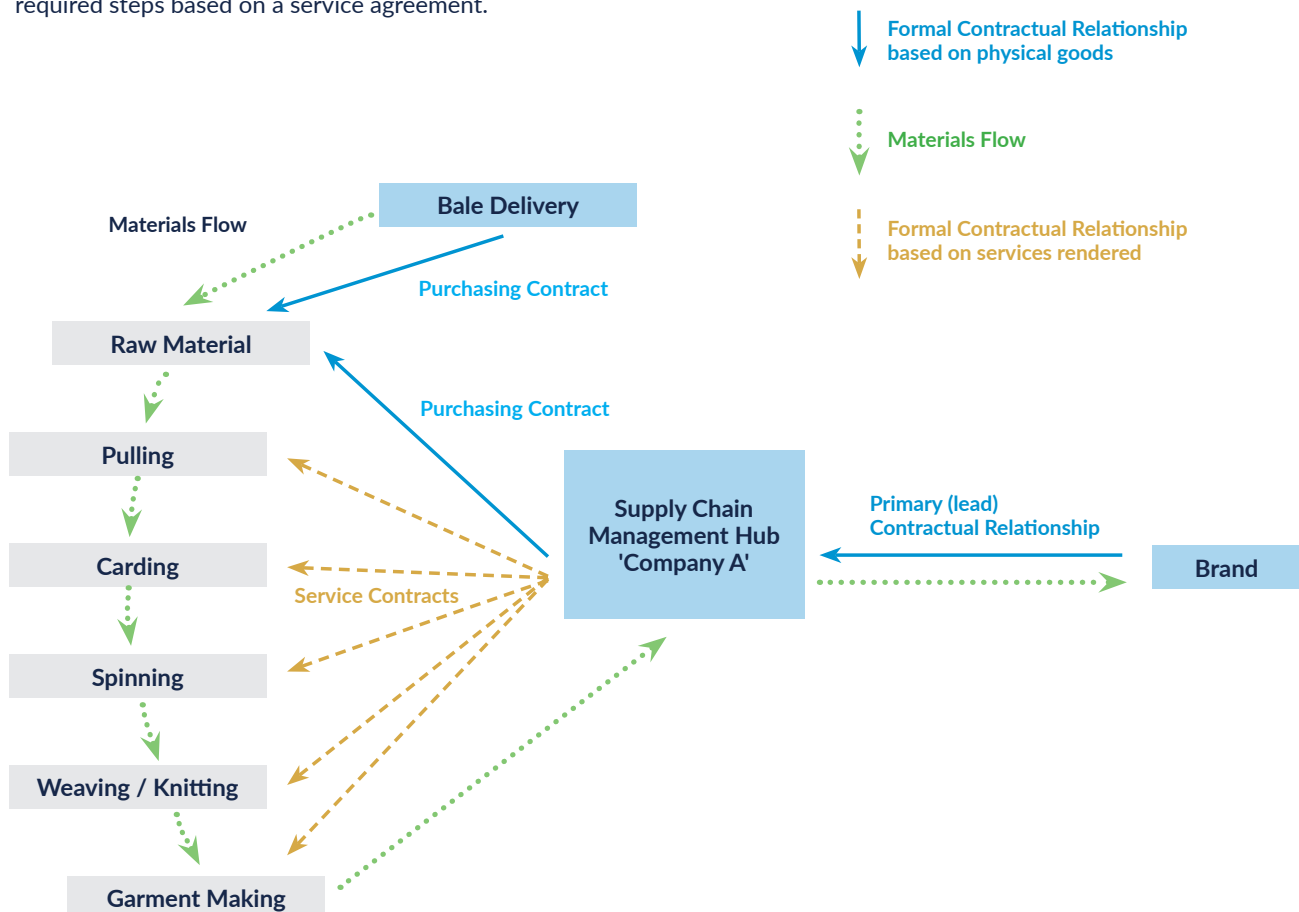 required steps based on a service agreement.
Formal Contractual Relationship
based on physical goods
Materials Flow
Formal Contractual Relationship
based on services rendered
Bale Delivery
Materials Flow
Purchasing Contract
Raw Material
Purchasing Contract
Pulling
Supply Chain
Management Hub
'Company A'
Primary (lead)
Contractual Relationship
Brand
Carding
Service Contracts
Spinning
Weaving / Knitting
Garment Making